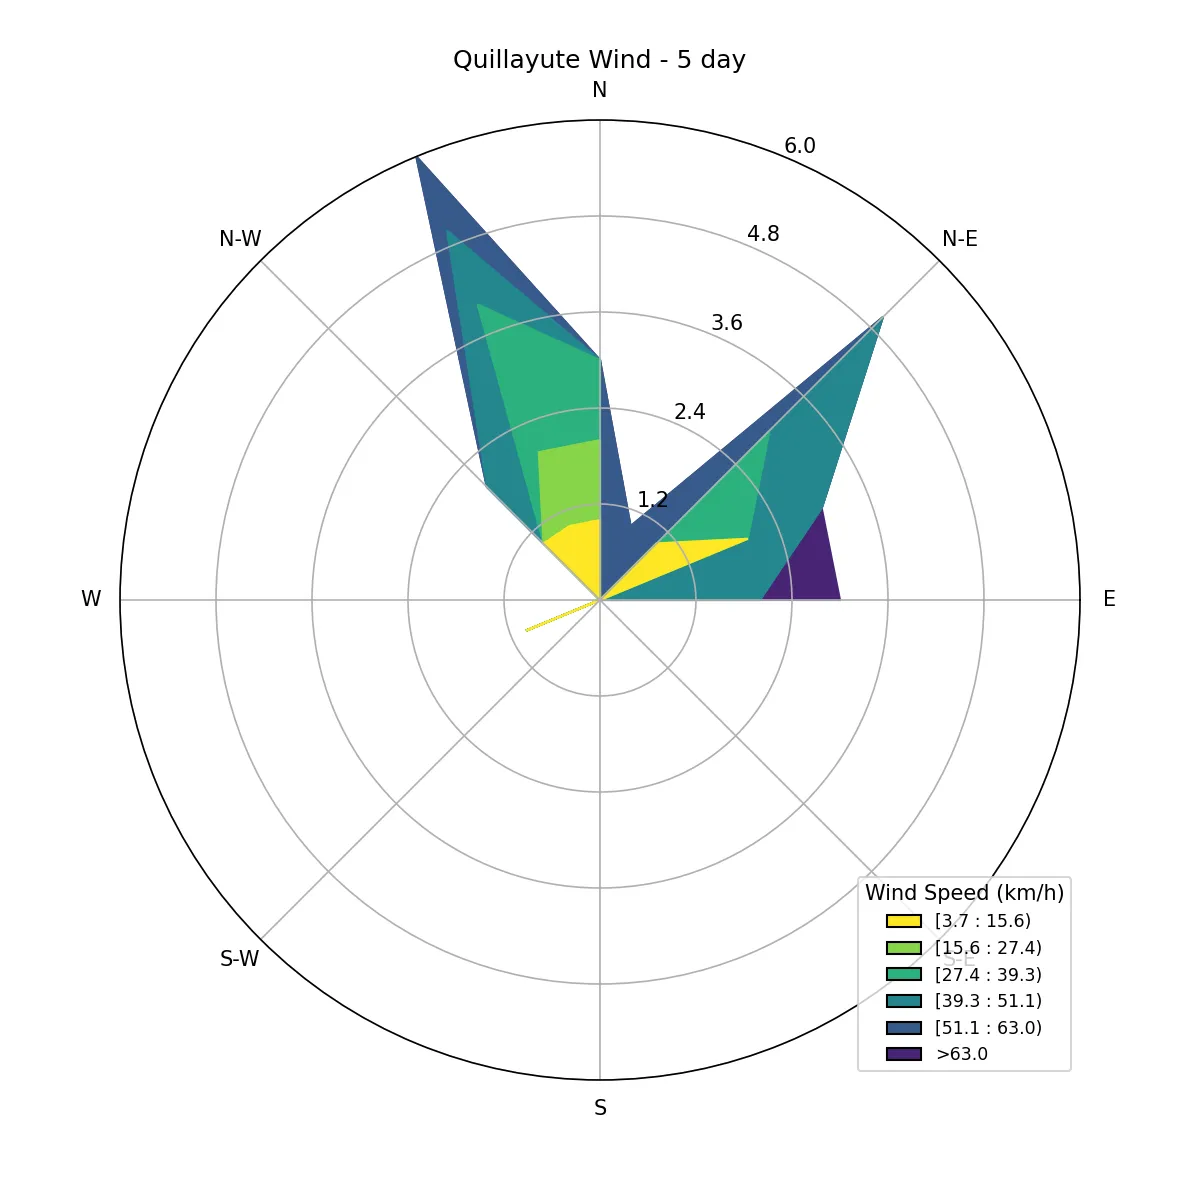 Quillayute Wind - 5 day
N
6.0
N-W
4.8
N-E
3.6
2.4
1.2
W
E
Wind Speed (km/h)
[3.7 : 15.6)
[15.6 : 27.4)
S-W
S-E
[27.4 : 39.3)
[39.3 : 51.1)
[51.1 : 63.0)
>63.0
S